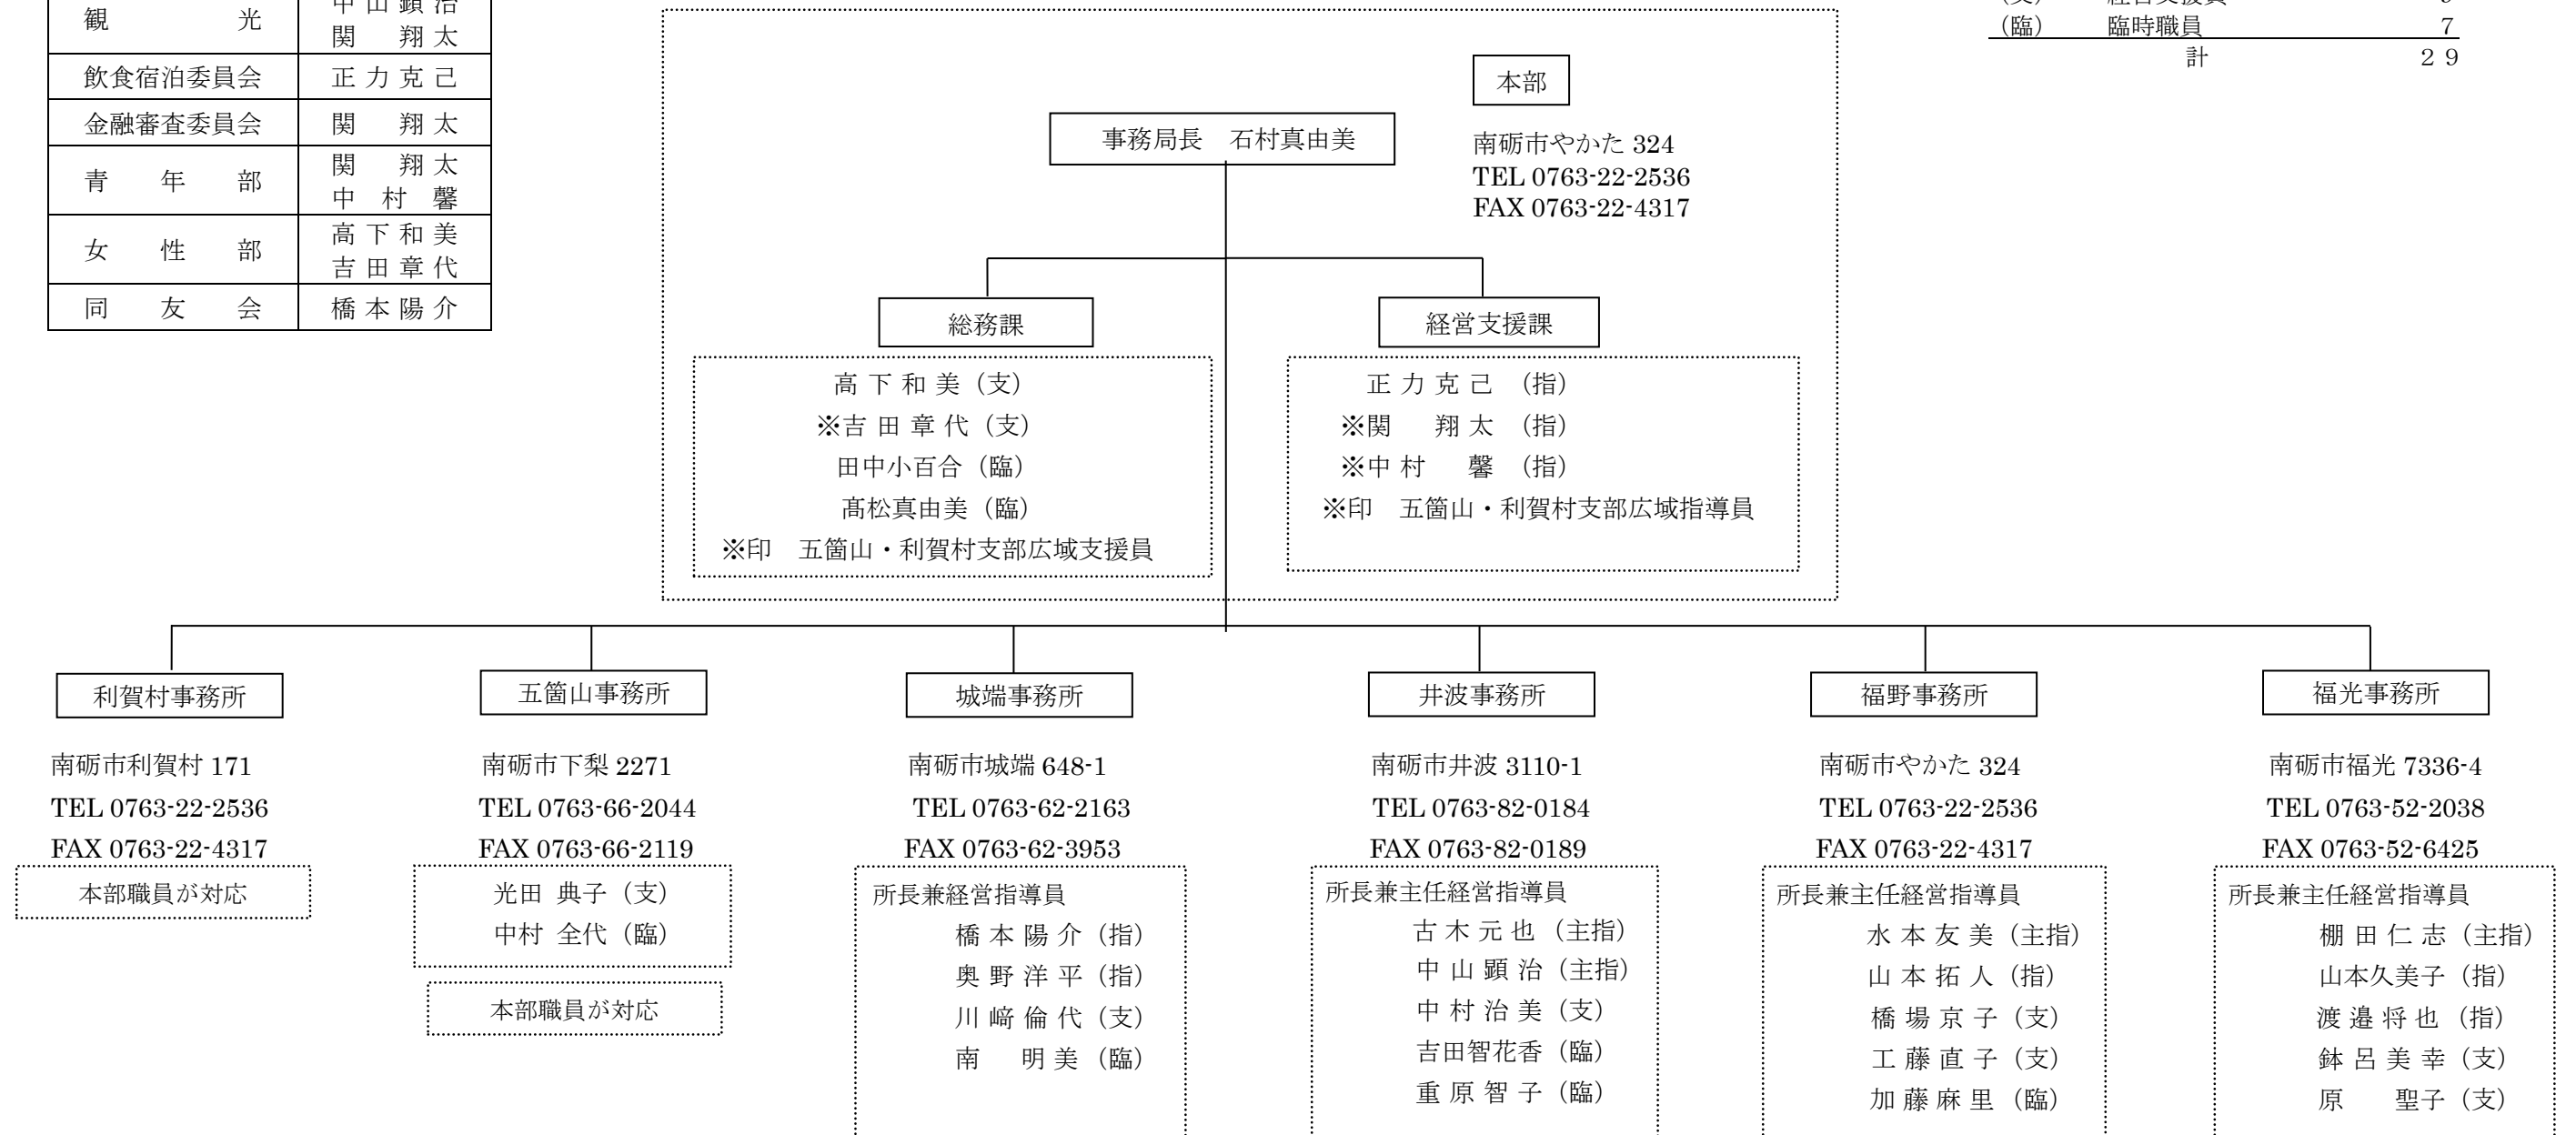 観光
中山顕治
関 翔太
飲食宿泊委員会 正力克己
金融審査委員会 関 翔太
青年部
関 翔太
中村馨
女性部
高下和美
吉田章代
同友会 橋本陽介
(臨) 臨時職員 7
計 29
本部
南砺市やかた 324
TEL 0763-22-2536
FAX 0763-22-4317
事務局長 石村真由美
総務課
高下和美（支）
※吉田章代（支）
田中小百合（臨）
髙松真由美（臨）
※印 五箇山・利賀村支部広域支援員
経営支援課
正力克己（指）
※関 翔太（指）
※中村 馨（指）
※印 五箇山・利賀村支部広域指導員
利賀村事務所
南砺市利賀村 171
TEL 0763-22-2536
FAX 0763-22-4317
本部職員が対応
五箇山事務所
南砺市下梨 2271
TEL 0763-66-2044
FAX 0763-66-2119
光田 典子（支）
中村 全代（臨）
本部職員が対応
城端事務所
南砺市城端 648-1
TEL 0763-62-2163
FAX 0763-62-3953
所長兼経営指導員
橋本陽介（指）
奥野洋平（指）
川﨑倫代（支）
南 明美（臨）
井波事務所
南砺市井波 3110-1
TEL 0763-82-0184
FAX 0763-82-0189
所長兼主任経営指導員
古木元也（主指）
中山顕治（主指）
中村治美（支）
吉田智花香（臨）
重原智子（臨）
福野事務所
南砺市やかた 324
TEL 0763-22-2536
FAX 0763-22-4317
所長兼主任経営指導員
水本友美（主指）
山本拓人（指）
橋場京子（支）
工藤直子（支）
加藤麻里（臨）
福光事務所
南砺市福光 7336-4
TEL 0763-52-2038
FAX 0763-52-6425
所長兼主任経営指導員
棚田仁志（主指）
山本久美子（指）
渡邉将也（指）
鉢呂美幸（支）
原 聖子（支）